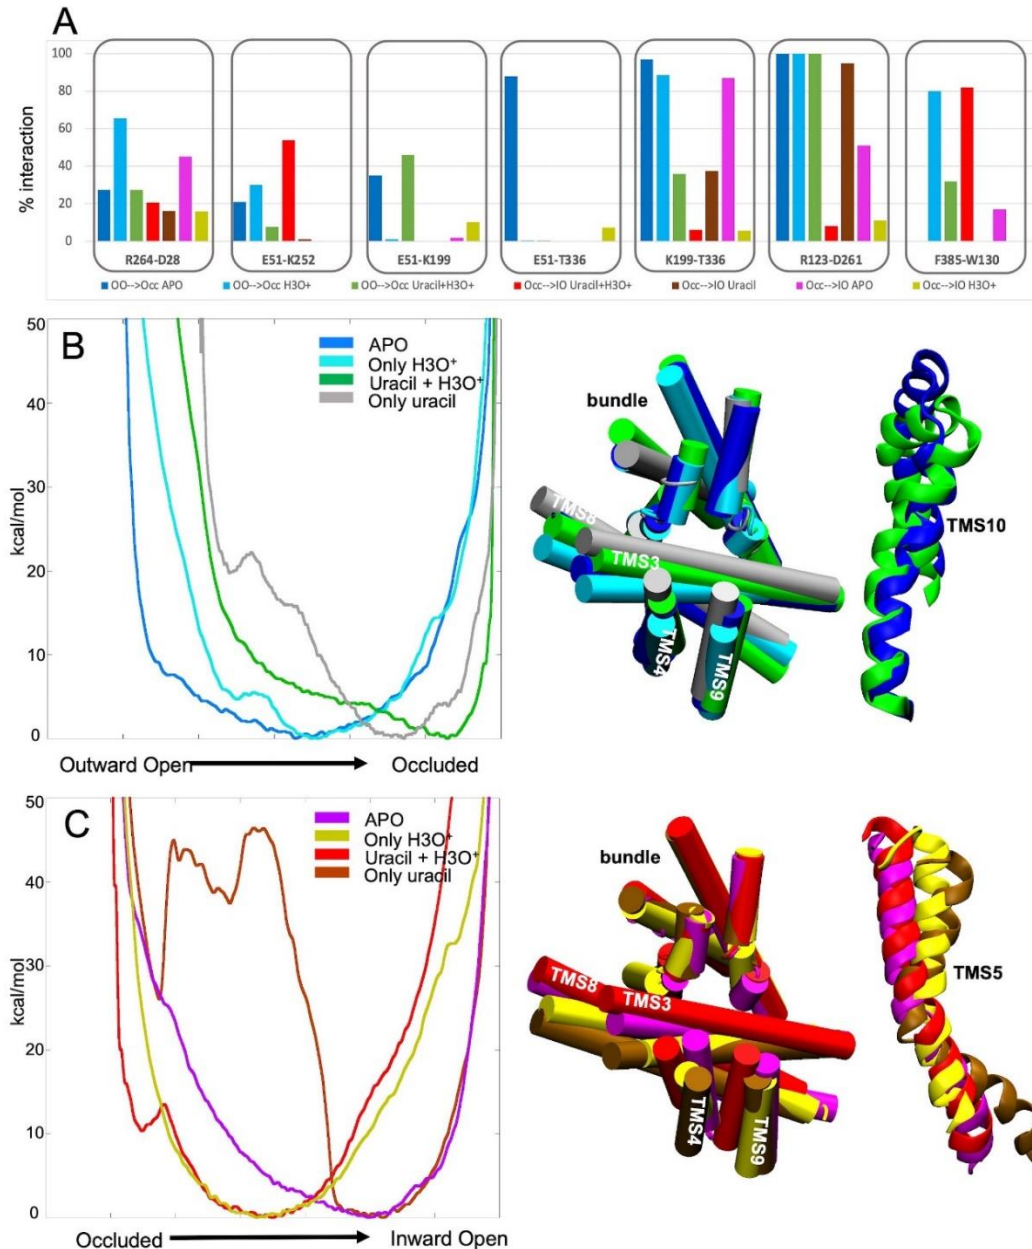 A
% interaction
100
80
60
40
20
0
R264-D28 E51-K252 E51-K199 E51-T336 K199-T336 R123-D261 F385-W130
OO-->Occ APO OO-->Occ H3O+ OO-->Occ Uracil+H3O+ Occ-->IO Uracil+H3O+ Occ-->IO Uracil Occ-->IO APO Occ-->IO H3O+
B
kcal/mol
50
40
30
20
10
0
APO
Only H3O⁺
Uracil + H3O⁺
Only uracil
Outward Open Occluded
bundle
TMS8
TMS3
TMS4
TMS9
TMS10
C
kcal/mol
50
40
30
20
10
0
APO
Only H3O⁺
Uracil + H3O⁺
Only uracil
Occluded Inward Open
bundle
TMS8
TMS3
TMS4
TMS9
TMS5